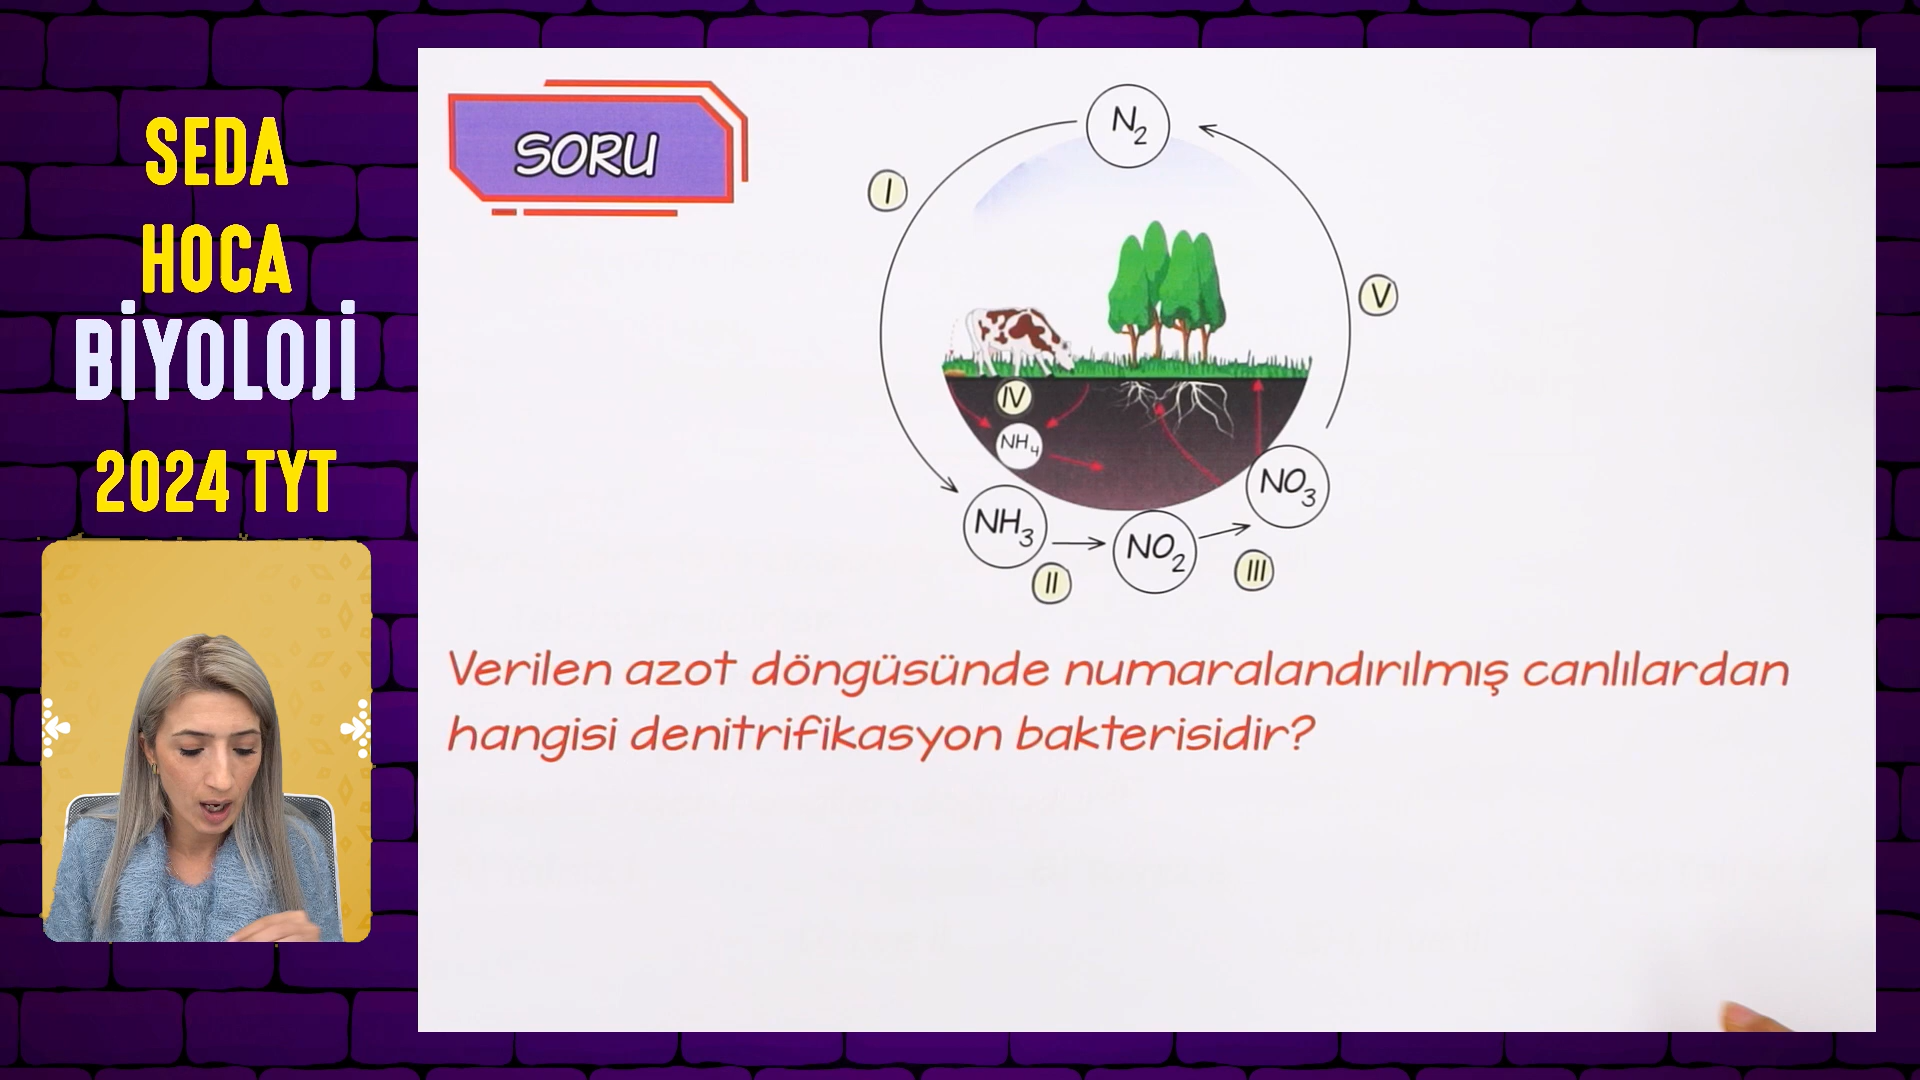 SEDA
HOCA
BİYOLOJİ
2024 TYT
SORU
N2
I
V
IV
NH4
NO3
NH3
NO2
II
III
Verilen azot döngüsünde numaralandırılmış canlılardan
hangisi denitrifikasyon bakterisidir?